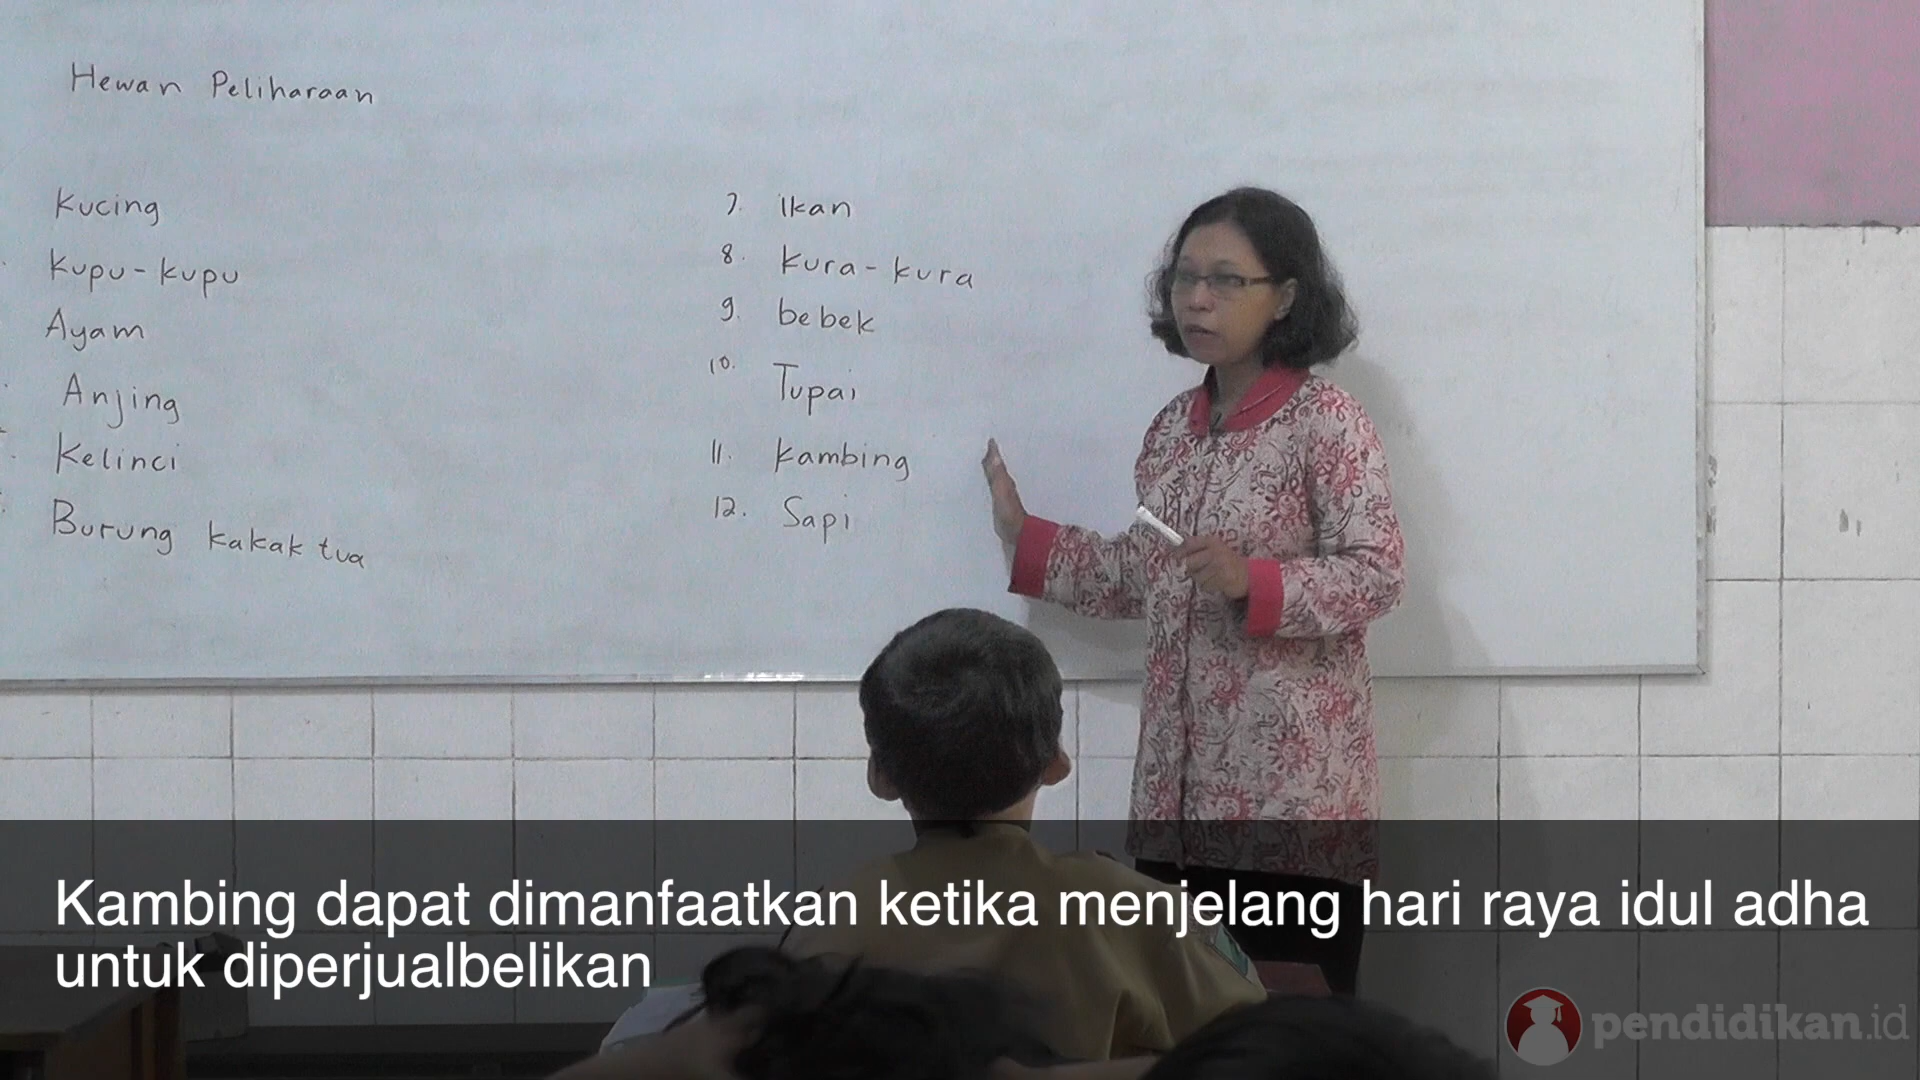 Hewan Peliharaan
Kucing
Kupu-kupu
Ayam
Anjing
Kelinci
Burung kakak tua
7. Ikan
8. kura-kura
9. bebek
10. Tupai
11. kambing
12. Sapi
Kambing dapat dimanfaatkan ketika menjelang hari raya idul adha
untuk diperjualbelikan
pendidikan.id